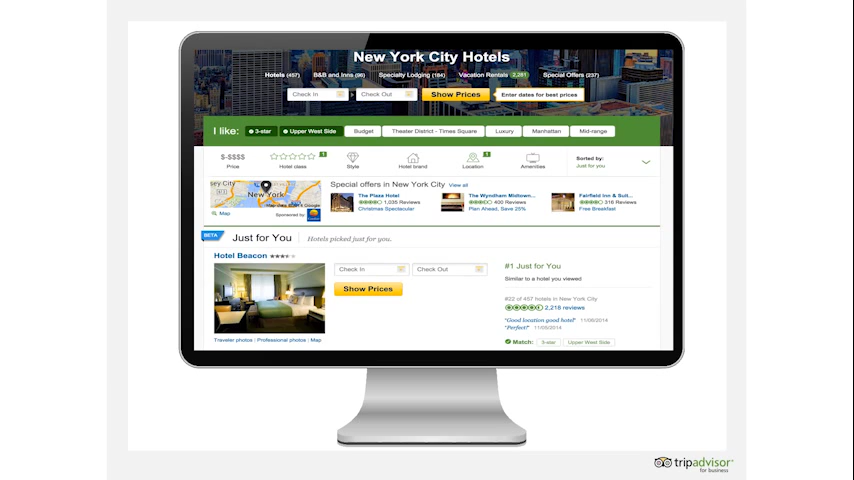 New York City Hotels
Hotels (457) B&B and Inns (96) Specialty Lodging (164) Vacation Rentals 2,281 Special Offers (237)
Check In Check Out Show Prices Enter dates for best prices
I like: 3-star Upper West Side Budget Theater District - Times Square Luxury Manhattan Mid-range
$-$$$$ 1 1 Sorted by:
Price Hotel class Style Hotel brand Location Amenities Just for you
Special offers in New York City View all
sey City
New York
The Plaza Hotel The Wyndham Midtown... Fairfield Inn & Suit...
1,035 Reviews 400 Reviews 316 Reviews
Christmas Spectacular Plan Ahead, Save 25% Free Breakfast
Map Sponsored by:
BETA Just for You Hotels picked just for you.
Hotel Beacon
Check In Check Out
Show Prices
#1 Just for You
Similar to a hotel you viewed
#22 of 457 hotels in New York City
2,218 reviews
"Good location good hotel" 11/06/2014
"Perfect!" 11/06/2014
Match: 3-star Upper West Side
Traveler photos | Professional photos | Map
tripadvisor
for business